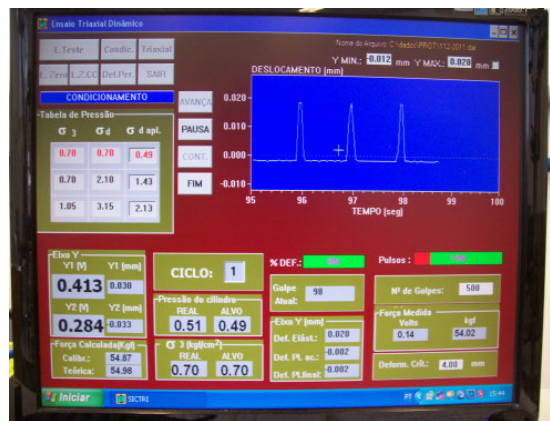 Ensaio Triaxial Dinâmico
L.Teste Condic. Triaxial
L. Zero L.Z.CC Def.Per. SAIR
CONDICIONAMENTO
Nome do Arquivo: C:\dados\PROT\112-2011.dat
Y MIN.: -0.012 mm Y MAX.: 0.028 mm
DESLOCAMENTO [mm]
Tabela de Pressão
σ 3 σ d σ d apl.
0.70 0.70 0.49
0.70 2.10 1.43
1.05 3.15 2.13
AVANÇA
PAUSA
CONT.
FIM
0.020
0.010
0.000
-0.010
95 96 97 98 99 100
TEMPO (seg)
Eixo Y
Y1 [V] Y1 [mm]
0.413 0.030
Y2 [V] Y2 [mm]
0.284 -0.033
Força Calculada[Kgf]
Calibr.: 54.87
Teórica: 54.98
CICLO: 1
Pressão do cilindro
REAL ALVO
0.51 0.49
σ 3 [kgf/cm²]
REAL ALVO
0.70 0.70
% DEF.: 0%
Golpe Atual: 98
Eixo Y [mm]
Def. Elást.: 0.020
Def. Pl. ac.: -0.002
Def. Pl.final: -0.002
Pulsos :
Nº de Golpes: 500
Força Medida
Volts kgf
0.14 54.02
Deform. Crít.: 4.00 mm
Iniciar SICTRI PT 15:44